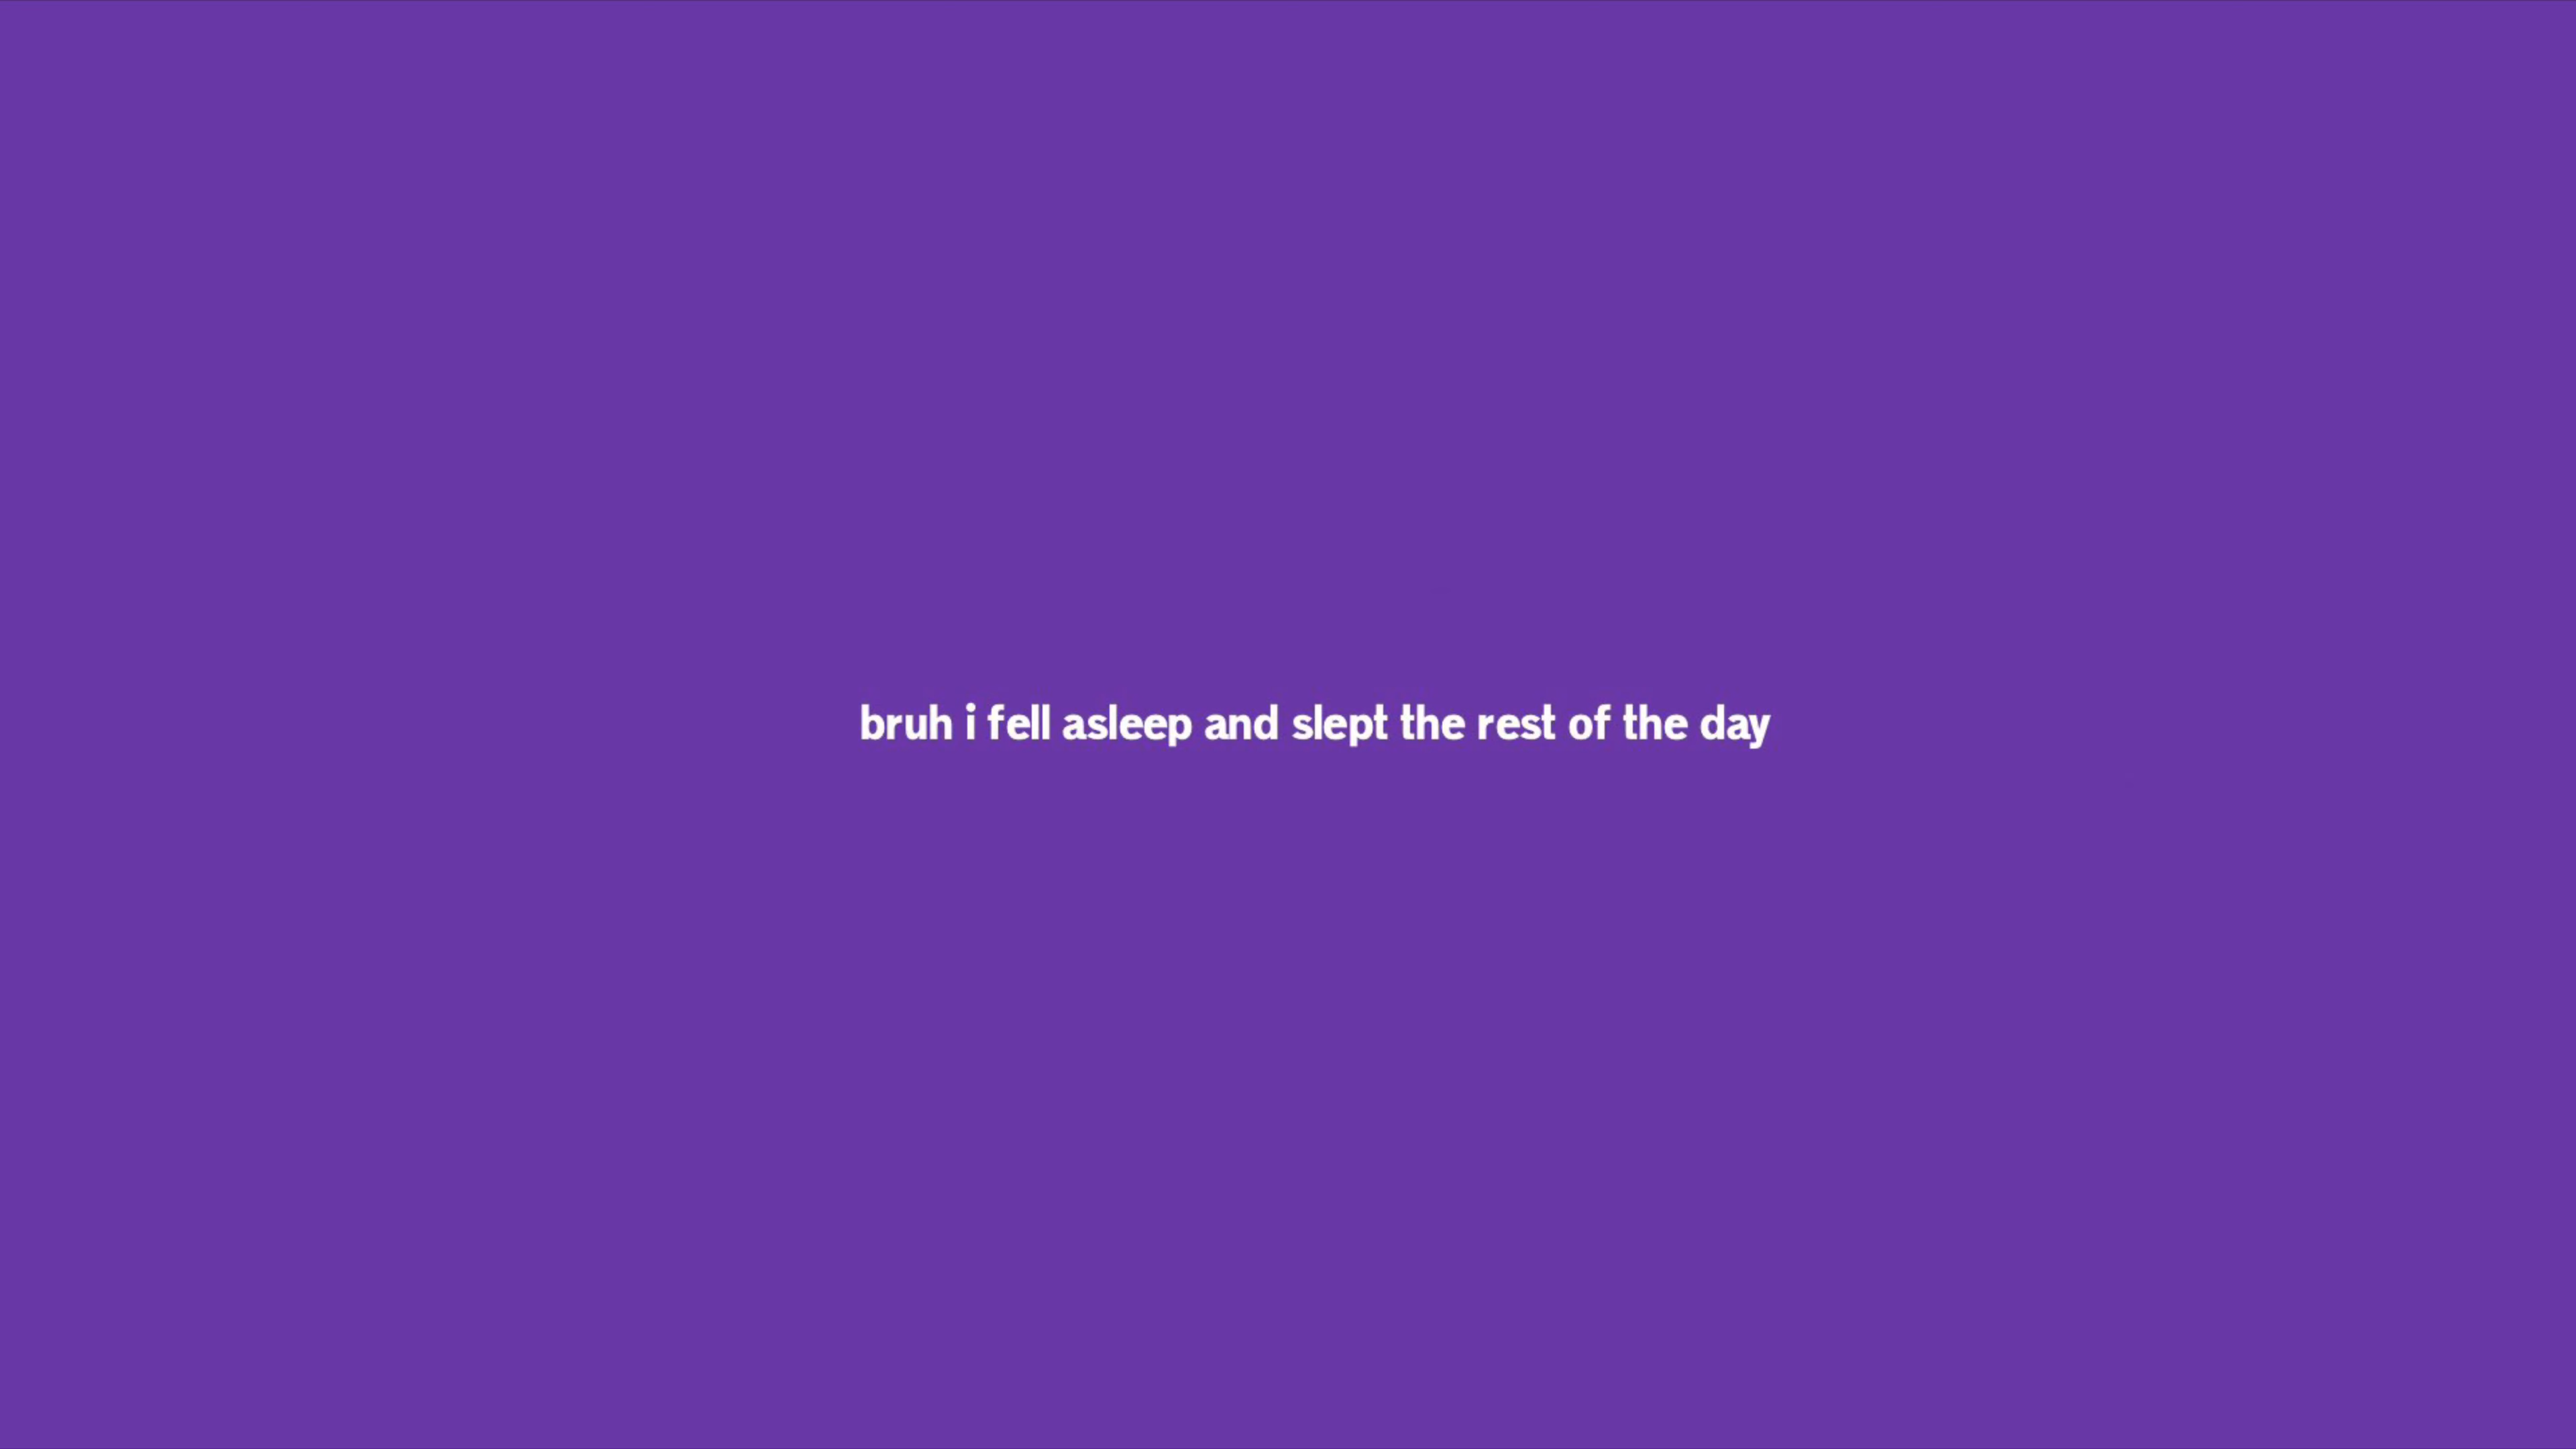 bruh i fell asleep and slept the rest of the day